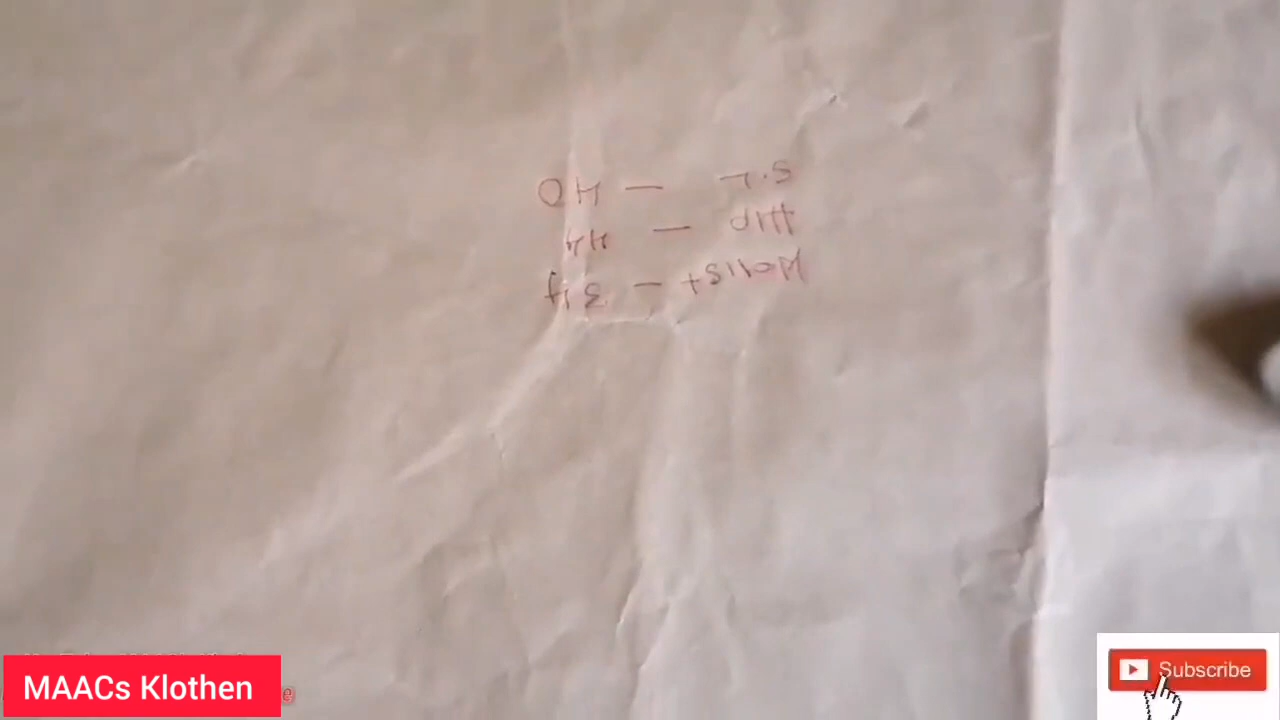 Waist — 34
Hip — 44
S.L — 40
MAACs Klothen
Subscribe